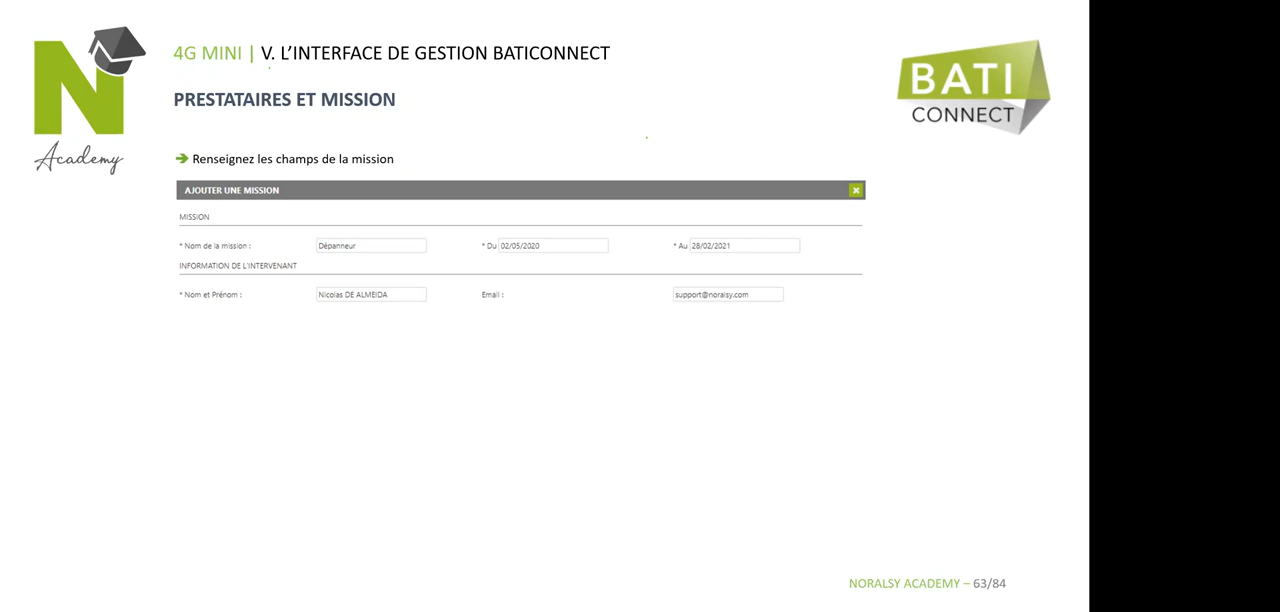 N
Academy
4G MINI | V. L’INTERFACE DE GESTION BATICONNECT
BATI
CONNECT
PRESTATAIRES ET MISSION
Renseignez les champs de la mission
AJOUTER UNE MISSION
MISSION
* Nom de la mission : Dépanneur * Du 02/05/2020 * Au 28/02/2021
INFORMATION DE L'INTERVENANT
* Nom et Prénom : Nicolas DE ALMEIDA Email : support@noralsy.com
NORALSY ACADEMY – 63/84